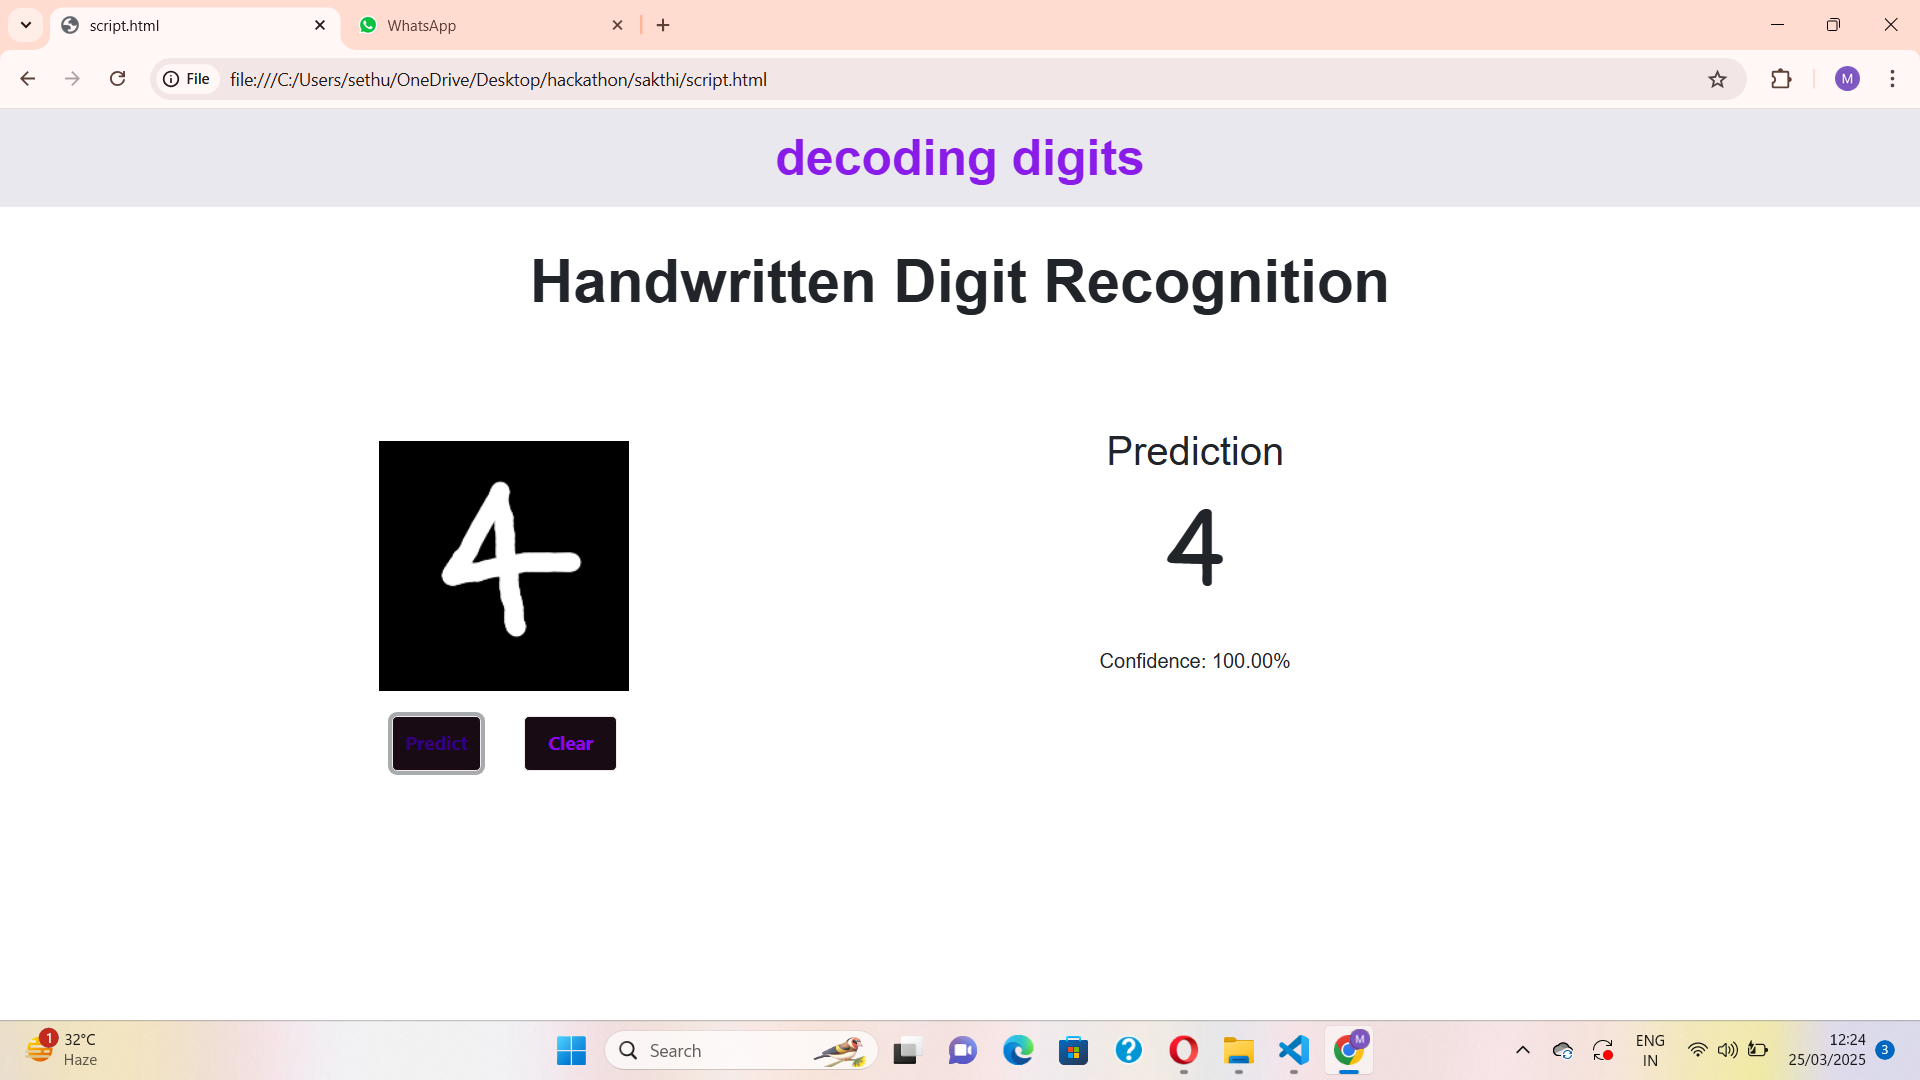 script.html
WhatsApp
File
file:///C:/Users/sethu/OneDrive/Desktop/hackathon/sakthi/script.html
M
decoding digits
Handwritten Digit Recognition
4
Prediction
4
Confidence: 100.00%
Predict
Clear
1
32°C
Haze
Search
M
ENG
IN
12:24
25/03/2025
3